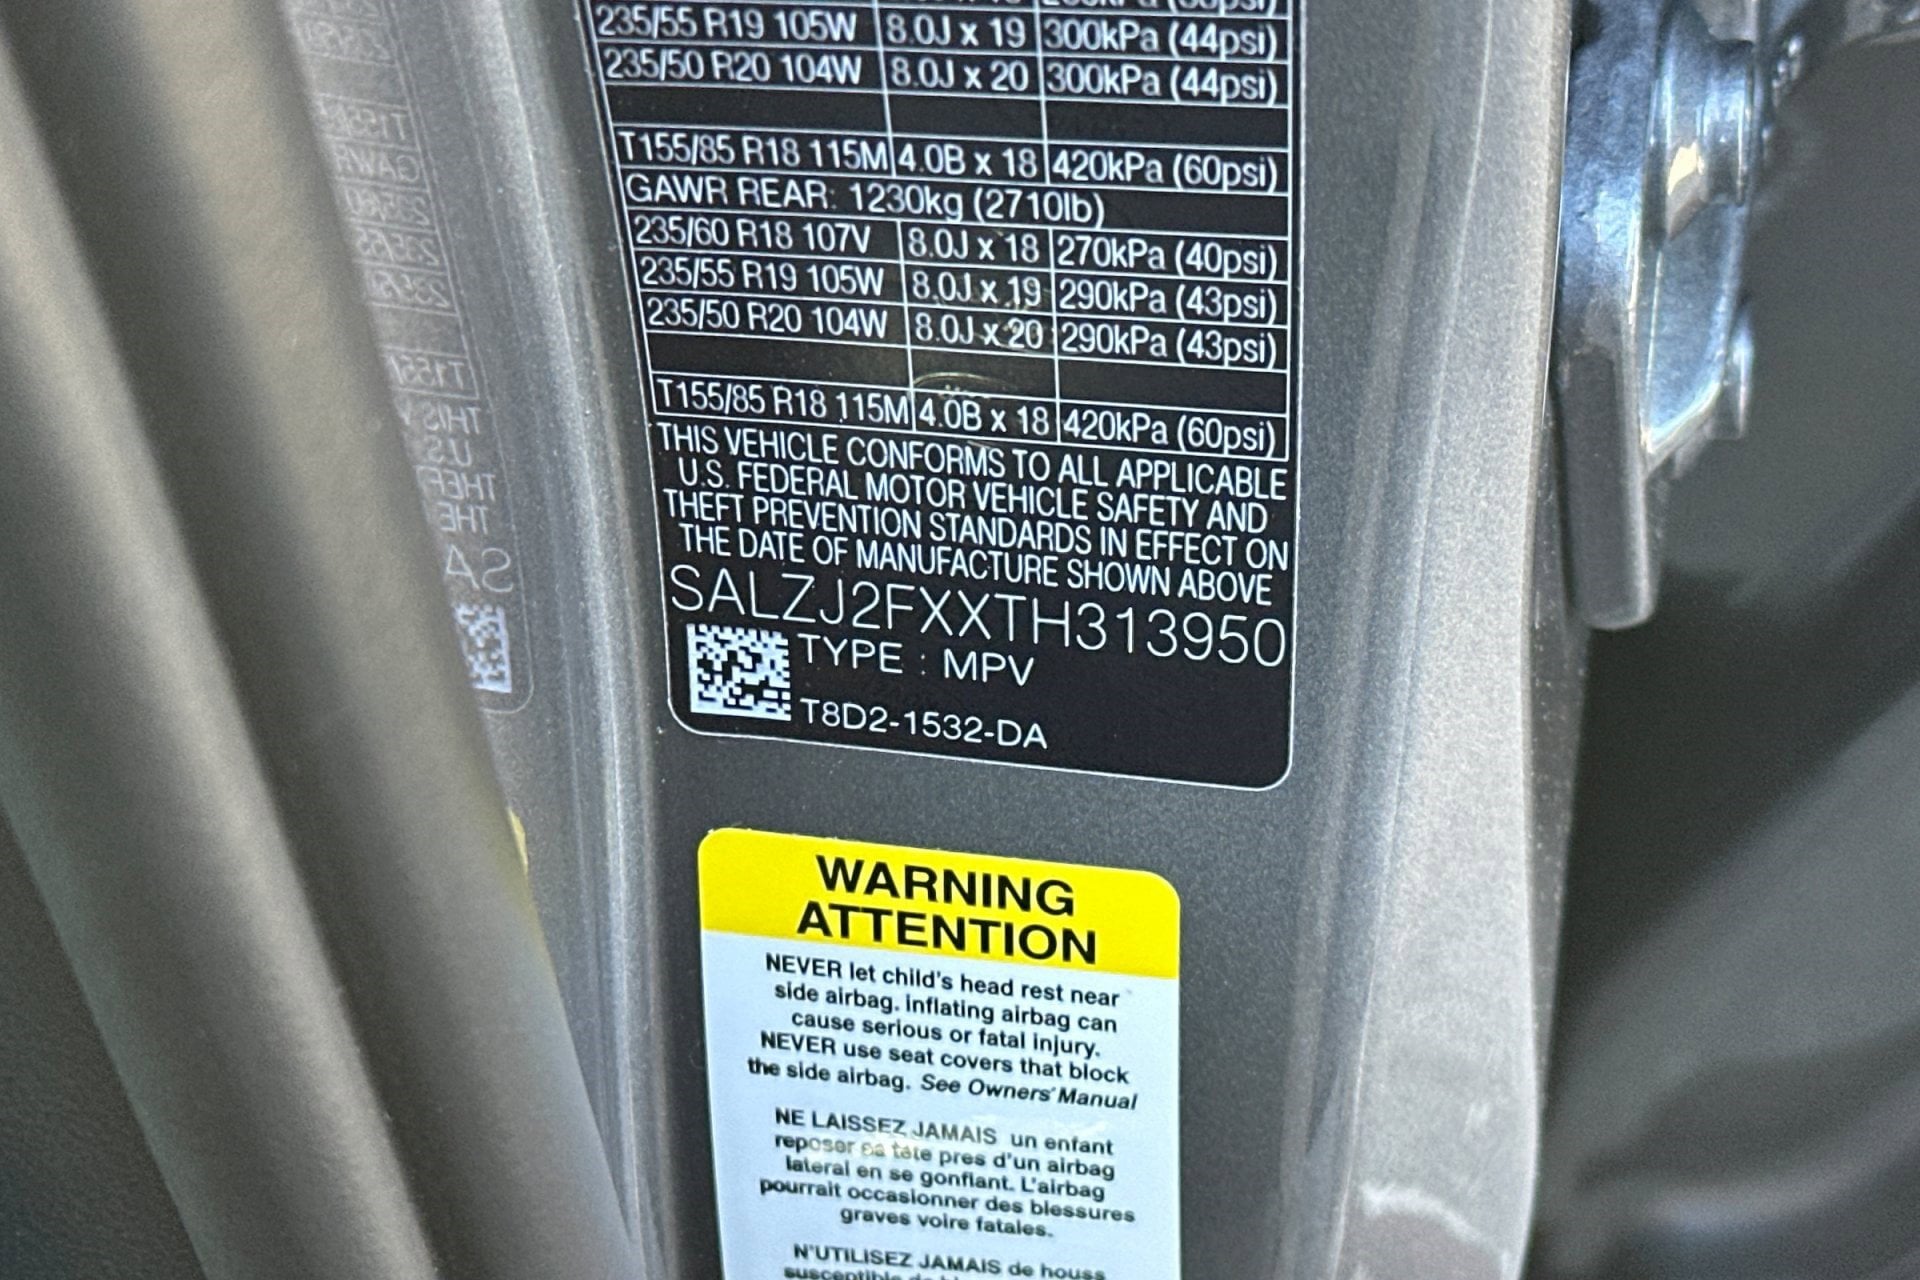 235/55 R19 105W 8.0J x 19 300kPa (44psi)
235/50 R20 104W 8.0J x 20 300kPa (44psi)
T155/85 R18 115M 4.0B x 18 420kPa (60psi)
GAWR REAR: 1230kg (2710lb)
235/60 R18 107V 8.0J x 18 270kPa (40psi)
235/55 R19 105W 8.0J x 19 290kPa (43psi)
235/50 R20 104W 8.0J x 20 290kPa (43psi)
T155/85 R18 115M 4.0B x 18 420kPa (60psi)
THIS VEHICLE CONFORMS TO ALL APPLICABLE
U.S. FEDERAL MOTOR VEHICLE SAFETY AND
THEFT PREVENTION STANDARDS IN EFFECT ON
THE DATE OF MANUFACTURE SHOWN ABOVE
SALZJ2FXXTH313950
TYPE : MPV
T8D2-1532-DA
WARNING
ATTENTION
NEVER let child's head rest near
side airbag. Inflating airbag can
cause serious or fatal injury.
NEVER use seat covers that block
the side airbag. See Owners' Manual
NE LAISSEZ JAMAIS un enfant
reposer sa tate pres d'un airbag
lateral en se gonflant. L'airbag
pourrait occasionner des blessures
graves voire fatales.
N'UTILISEZ JAMAIS de houss